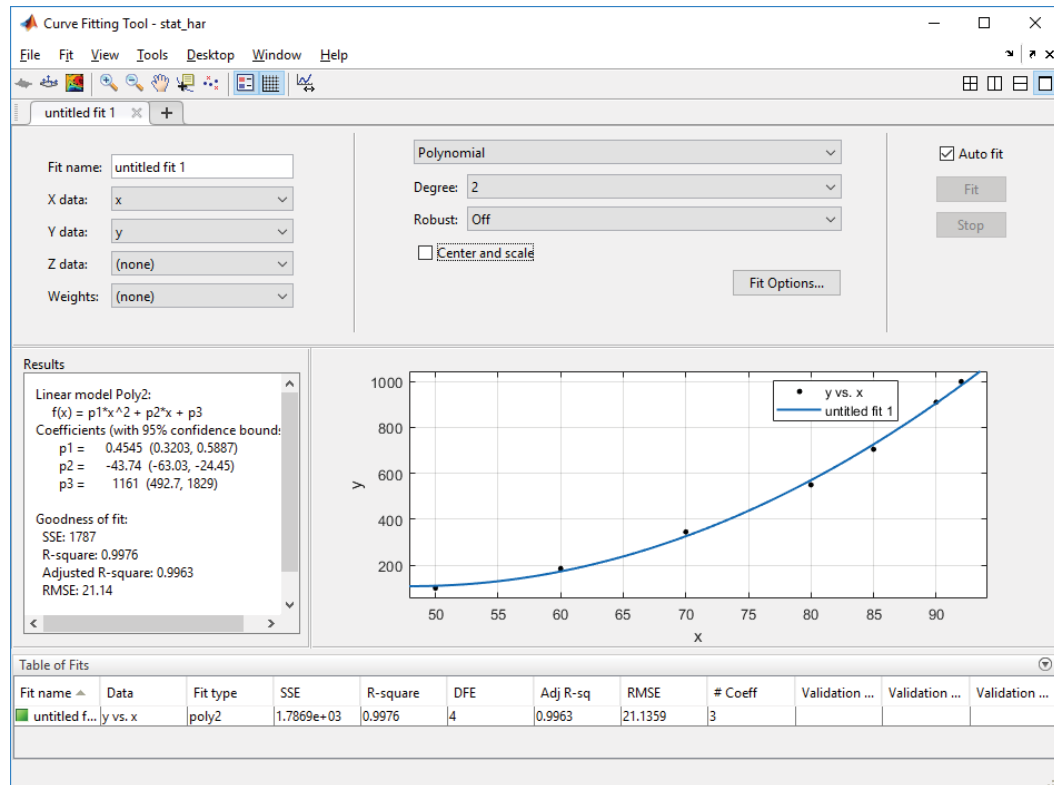 Curve Fitting Tool - stat_har
File Fit View Tools Desktop Window Help
untitled fit 1
Fit name: untitled fit 1
X data: x
Y data: y
Z data: (none)
Weights: (none)
Polynomial
Degree: 2
Robust: Off
Center and scale
Fit Options...
Auto fit
Fit
Stop
Results
Linear model Poly2:
f(x) = p1*x^2 + p2*x + p3
Coefficients (with 95% confidence bounds
p1 = 0.4545 (0.3203, 0.5887)
p2 = -43.74 (-63.03, -24.45)
p3 = 1161 (492.7, 1829)
Goodness of fit:
SSE: 1787
R-square: 0.9976
Adjusted R-square: 0.9963
RMSE: 21.14
1000
800
600
400
200
y
50 55 60 65 70 75 80 85 90
x
y vs. x
untitled fit 1
Table of Fits
Fit name Data Fit type SSE R-square DFE Adj R-sq RMSE # Coeff Validation ... Validation ... Validation ...
untitled f... y vs. x poly2 1.7869e+03 0.9976 4 0.9963 21.1359 3